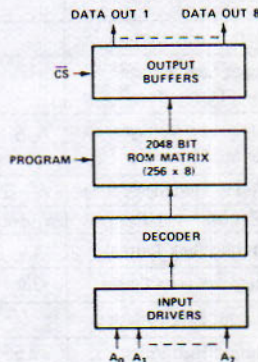 DATA OUT 1 DATA OUT 8
OUTPUT
BUFFERS
C̅S̅
2048 BIT
ROM MATRIX
(256 x 8)
PROGRAM
DECODER
INPUT
DRIVERS
A₀ A₁ A₇